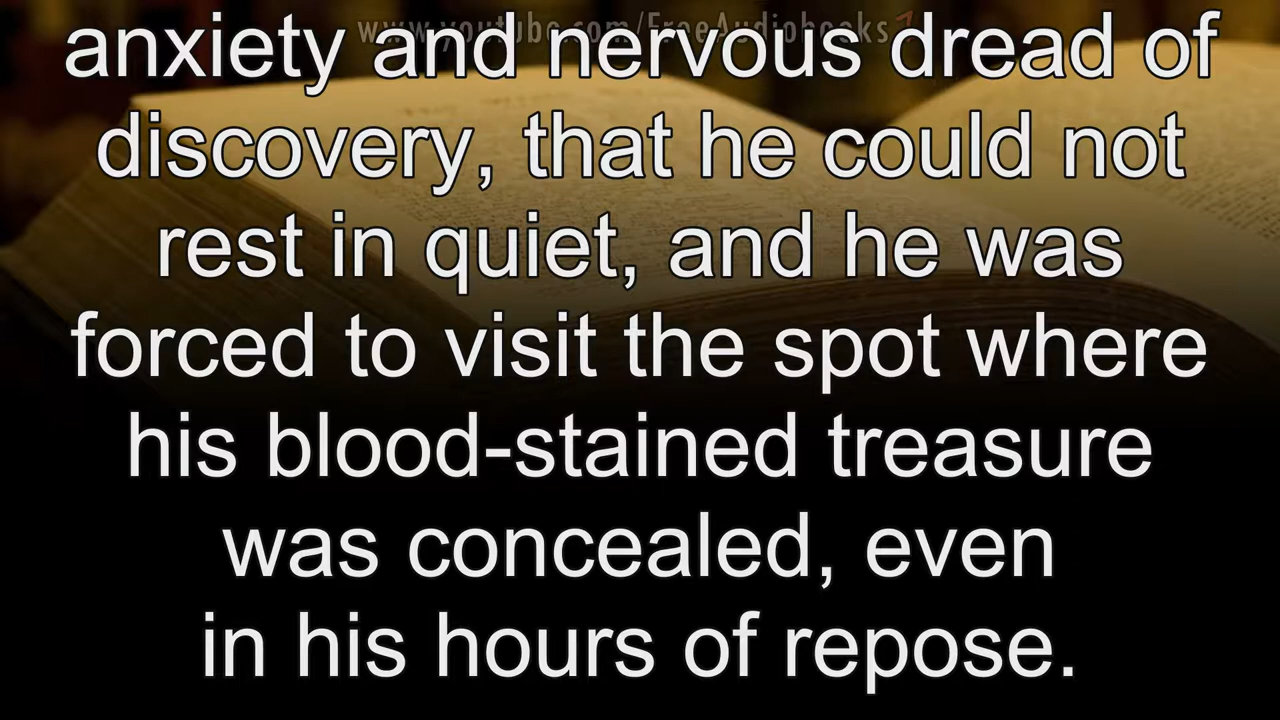 www.youtube.com/FreeAudiobooks
anxiety and nervous dread of
discovery, that he could not
rest in quiet, and he was
forced to visit the spot where
his blood-stained treasure
was concealed, even
in his hours of repose.